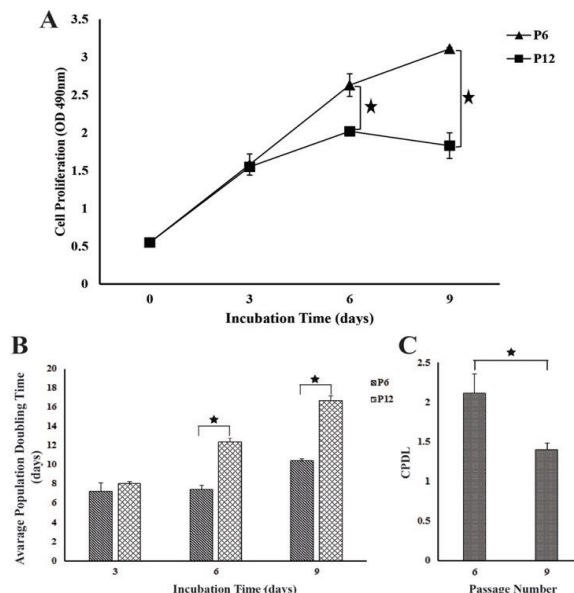 A
3.5
3
2.5
2
1.5
1
0.5
0
Cell Proliferation (OD 490nm)
0 3 6 9
Incubation Time (days)
P6
P12
B
20
18
16
14
12
10
8
6
4
2
0
Avarage Population Doubling Time
(days)
3 6 9
Incubation Time (days)
P6
P12
C
2.5
2
1.5
1
0.5
0
CPDL
6 9
Passage Number